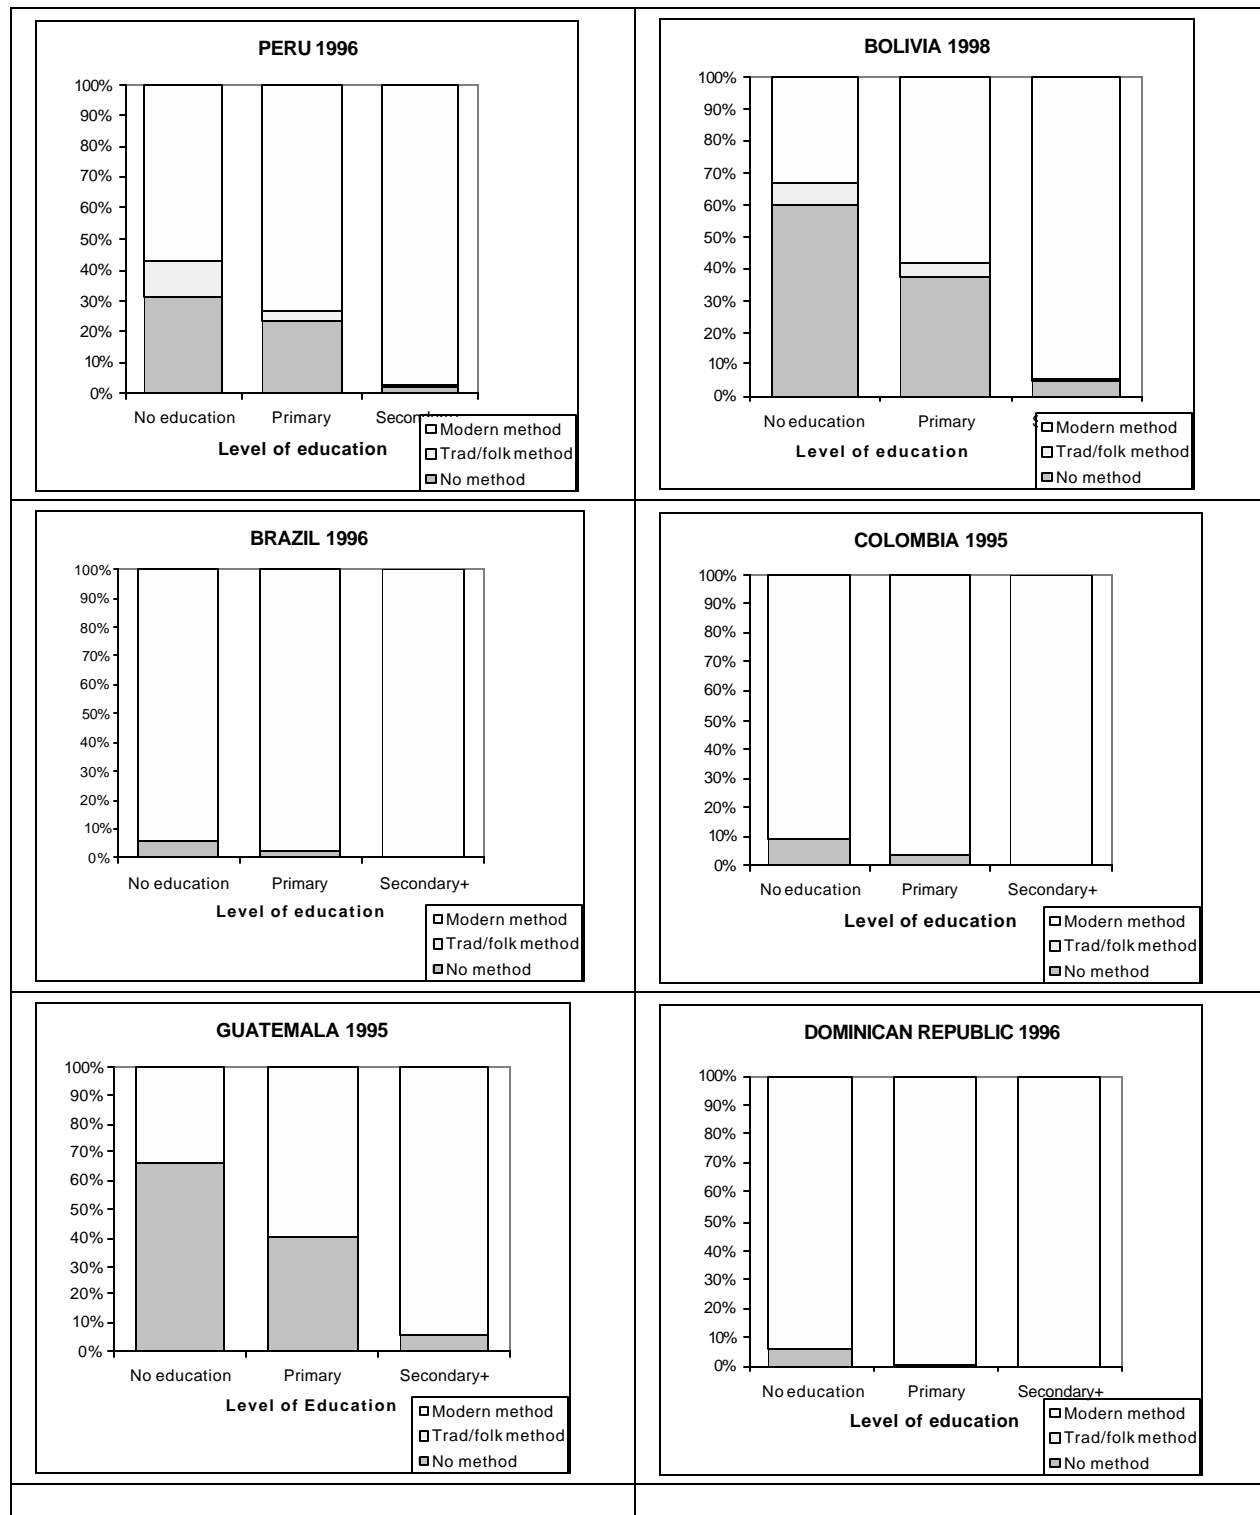 PERU 1996
100%
90%
80%
70%
60%
50%
40%
30%
20%
10%
0%
No education Primary
Level of education
Modern method
Trad/folk method
No method
BOLIVIA 1998
100%
90%
80%
70%
60%
50%
40%
30%
20%
10%
0%
No education Primary
Level of education
Modern method
Trad/folk method
No method
BRAZIL 1996
100%
90%
80%
70%
60%
50%
40%
30%
20%
10%
0%
No education Primary Secondary+
Level of education
Modern method
Trad/folk method
No method
COLOMBIA 1995
100%
90%
80%
70%
60%
50%
40%
30%
20%
10%
0%
No education Primary Secondary+
Level of education
Modern method
Trad/folk method
No method
GUATEMALA 1995
100%
90%
80%
70%
60%
50%
40%
30%
20%
10%
0%
No education Primary Secondary+
Level of Education
Modern method
Trad/folk method
No method
DOMINICAN REPUBLIC 1996
100%
90%
80%
70%
60%
50%
40%
30%
20%
10%
0%
No education Primary Secondary+
Level of education
Modern method
Trad/folk method
No method